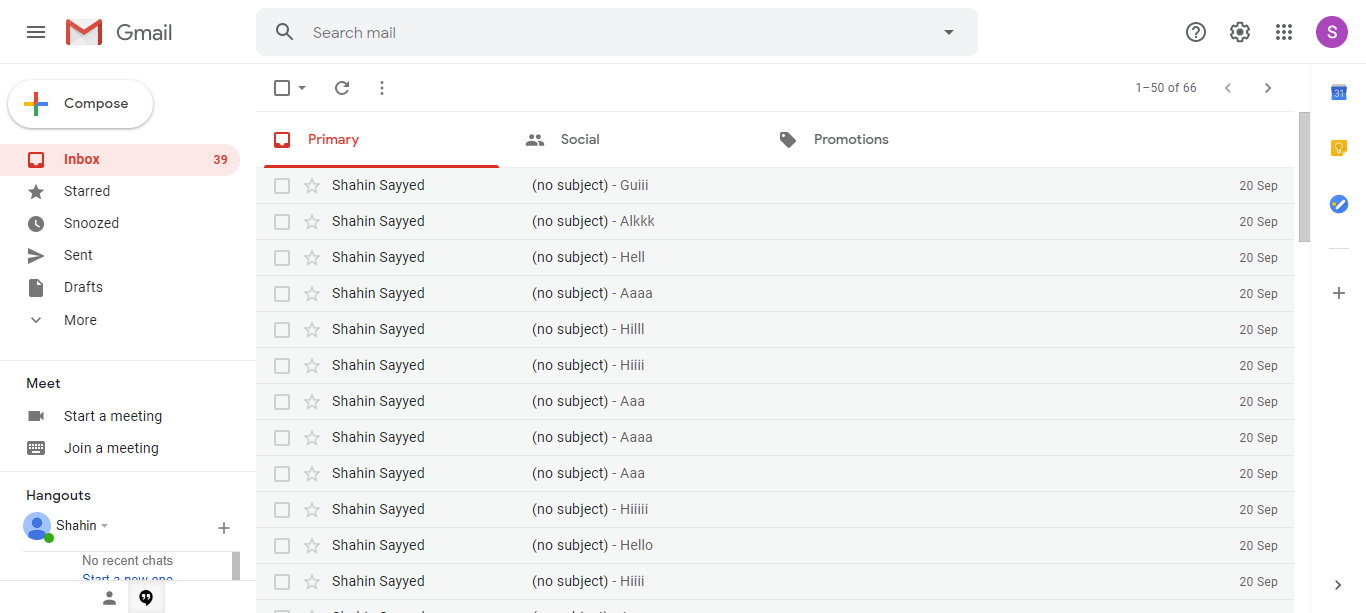 Gmail
Search mail
S
Compose
1–50 of 66
31
Primary
Social
Promotions
Inbox 39
Starred
Snoozed
Sent
Drafts
More
Meet
Start a meeting
Join a meeting
Hangouts
Shahin
No recent chats
Start a new one
Shahin Sayyed (no subject) - Guiii 20 Sep
Shahin Sayyed (no subject) - Alkkk 20 Sep
Shahin Sayyed (no subject) - Hell 20 Sep
Shahin Sayyed (no subject) - Aaaa 20 Sep
Shahin Sayyed (no subject) - Hilll 20 Sep
Shahin Sayyed (no subject) - Hiiii 20 Sep
Shahin Sayyed (no subject) - Aaa 20 Sep
Shahin Sayyed (no subject) - Aaaa 20 Sep
Shahin Sayyed (no subject) - Aaa 20 Sep
Shahin Sayyed (no subject) - Hiiiii 20 Sep
Shahin Sayyed (no subject) - Hello 20 Sep
Shahin Sayyed (no subject) - Hiiii 20 Sep